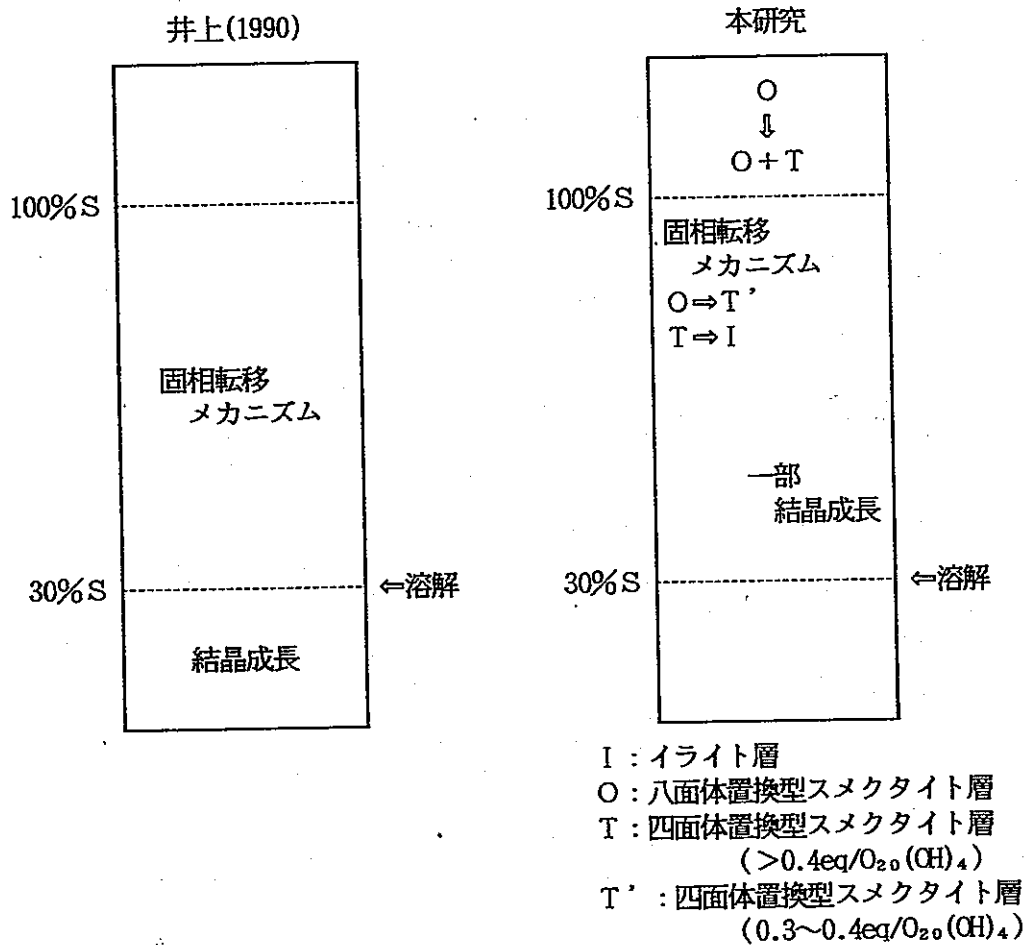 井上(1990)
100%S
固相転移
メカニズム
30%S
⇐溶解
結晶成長
本研究
O
⇓
O+T
100%S
固相転移
メカニズム
O⇒T’
T⇒I
一部
結晶成長
30%S
⇐溶解
I：イライト層
O：八面体置換型スメクタイト層
T：四面体置換型スメクタイト層
(>0.4eq/O₂₀(OH)₄)
T’：四面体置換型スメクタイト層
(0.3〜0.4eq/O₂₀(OH)₄)